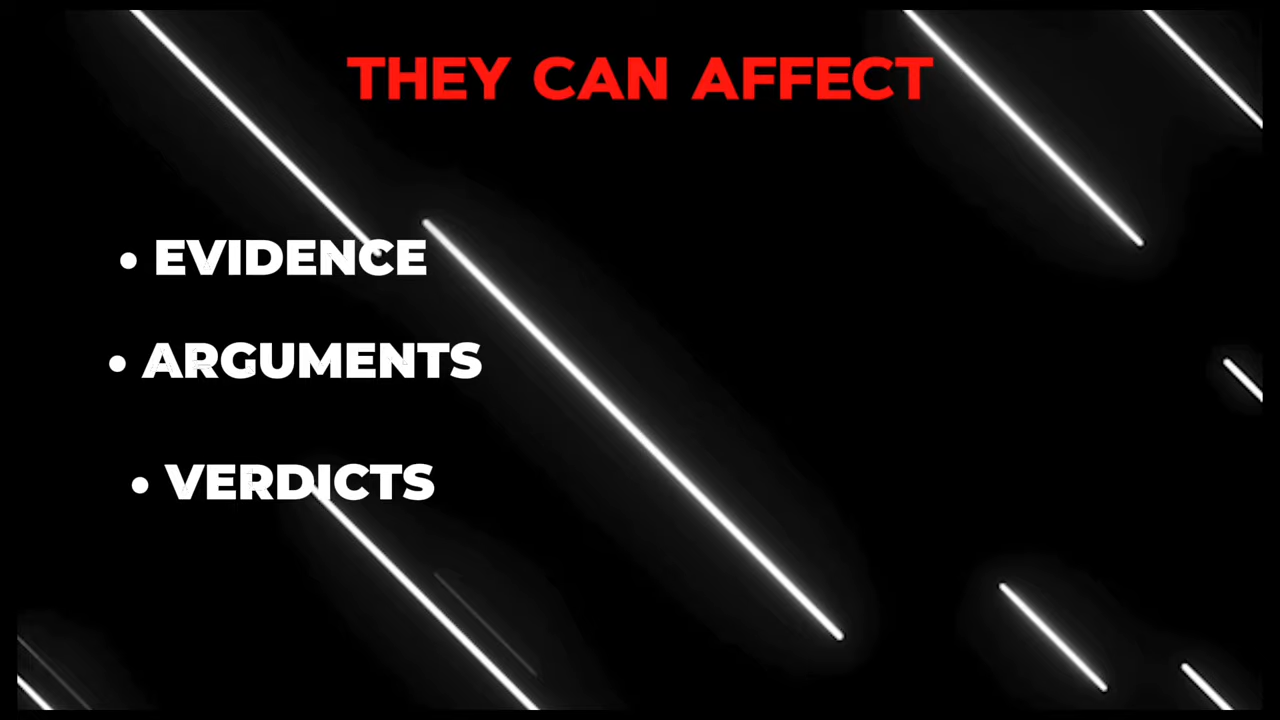 THEY CAN AFFECT
• EVIDENCE
• ARGUMENTS
• VERDICTS